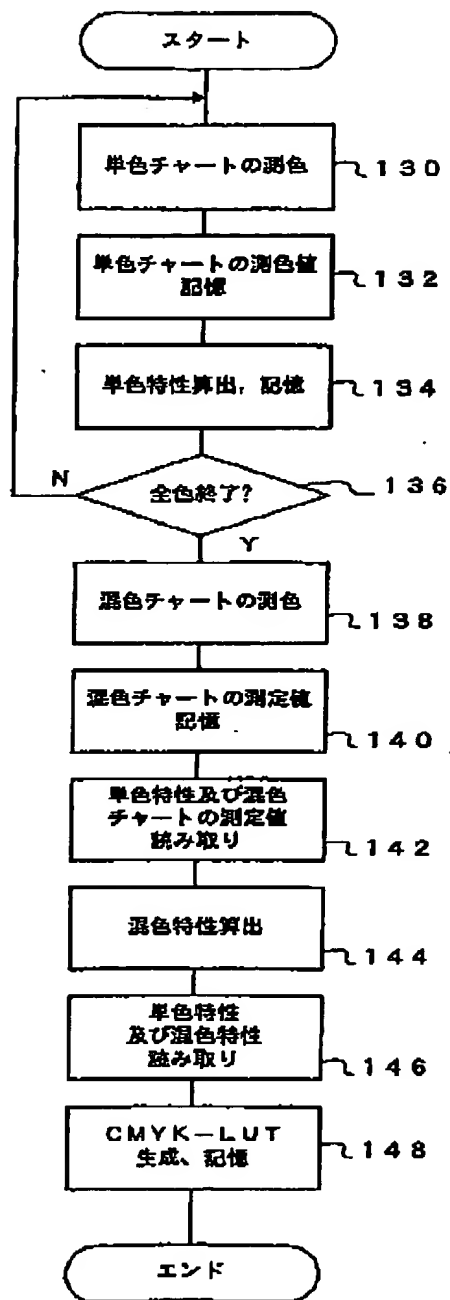 スタート
単色チャートの測色
130
単色チャートの測色値
記憶
132
単色特性算出，記憶
134
N
全色終了?
136
Y
混色チャートの測色
138
混色チャートの測定値
記憶
140
単色特性及び混色
チャートの測定値
読み取り
142
混色特性算出
144
単色特性
及び混色特性
読み取り
146
CMYK－LUT
生成、記憶
148
エンド